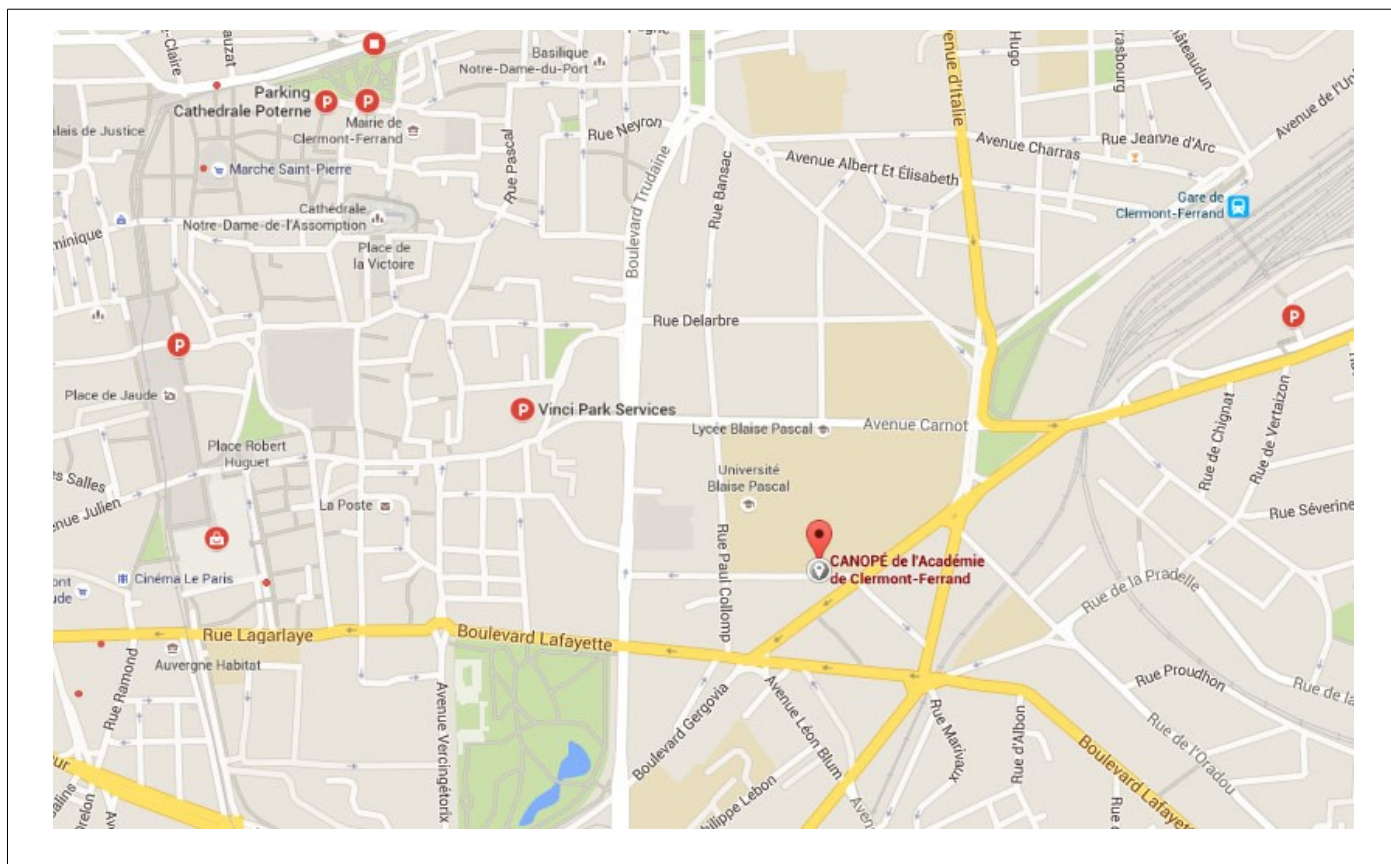 Basilique
Notre-Dame-du-Port
Parking
Cathedrale Poterne
Mairie de
Clermont-Ferrand
Rue Neyron
Rue Pascal
Marche Saint-Pierre
Cathédrale
Notre-Dame-de-l'Assomption
Place de
la Victoire
Boulevard Trudaine
Rue Bansac
Avenue Albert Et Élisabeth
Avenue Charras
Rue Jeanne d'Arc
Hugo
Gare de
Clermont-Ferrand
Rue Delarbre
P
P
P
P
P
Vinci Park Services
Lycée Blaise Pascal
Avenue Carnot
Université
Blaise Pascal
Place de Jaude
Place Robert
Huguet
La Poste
Cinéma Le Paris
Rue Paul Collomp
CANOPÉ de l'Académie
de Clermont-Ferrand
Rue de Chignat
Rue de Vertaizon
Rue Séverine
Rue de la Pradelle
Rue Lagarlaye
Boulevard Lafayette
Auvergne Habitat
Rue Ramond
Avenue Vercingétorix
Boulevard Gergovia
Avenue Léon Blum
Rue Marivaux
Rue d'Albon
Rue Proudhon
Rue de l'Oradou
Boulevard Lafayette